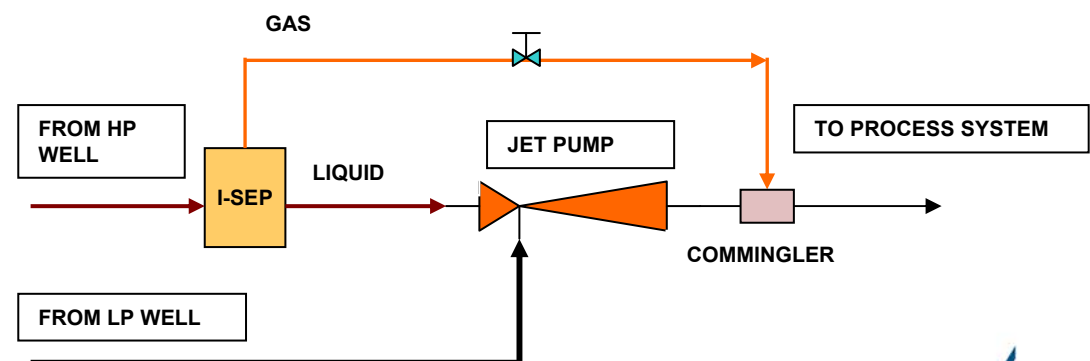 GAS
FROM HP
WELL
JET PUMP
TO PROCESS SYSTEM
I-SEP
LIQUID
COMMINGLER
FROM LP WELL